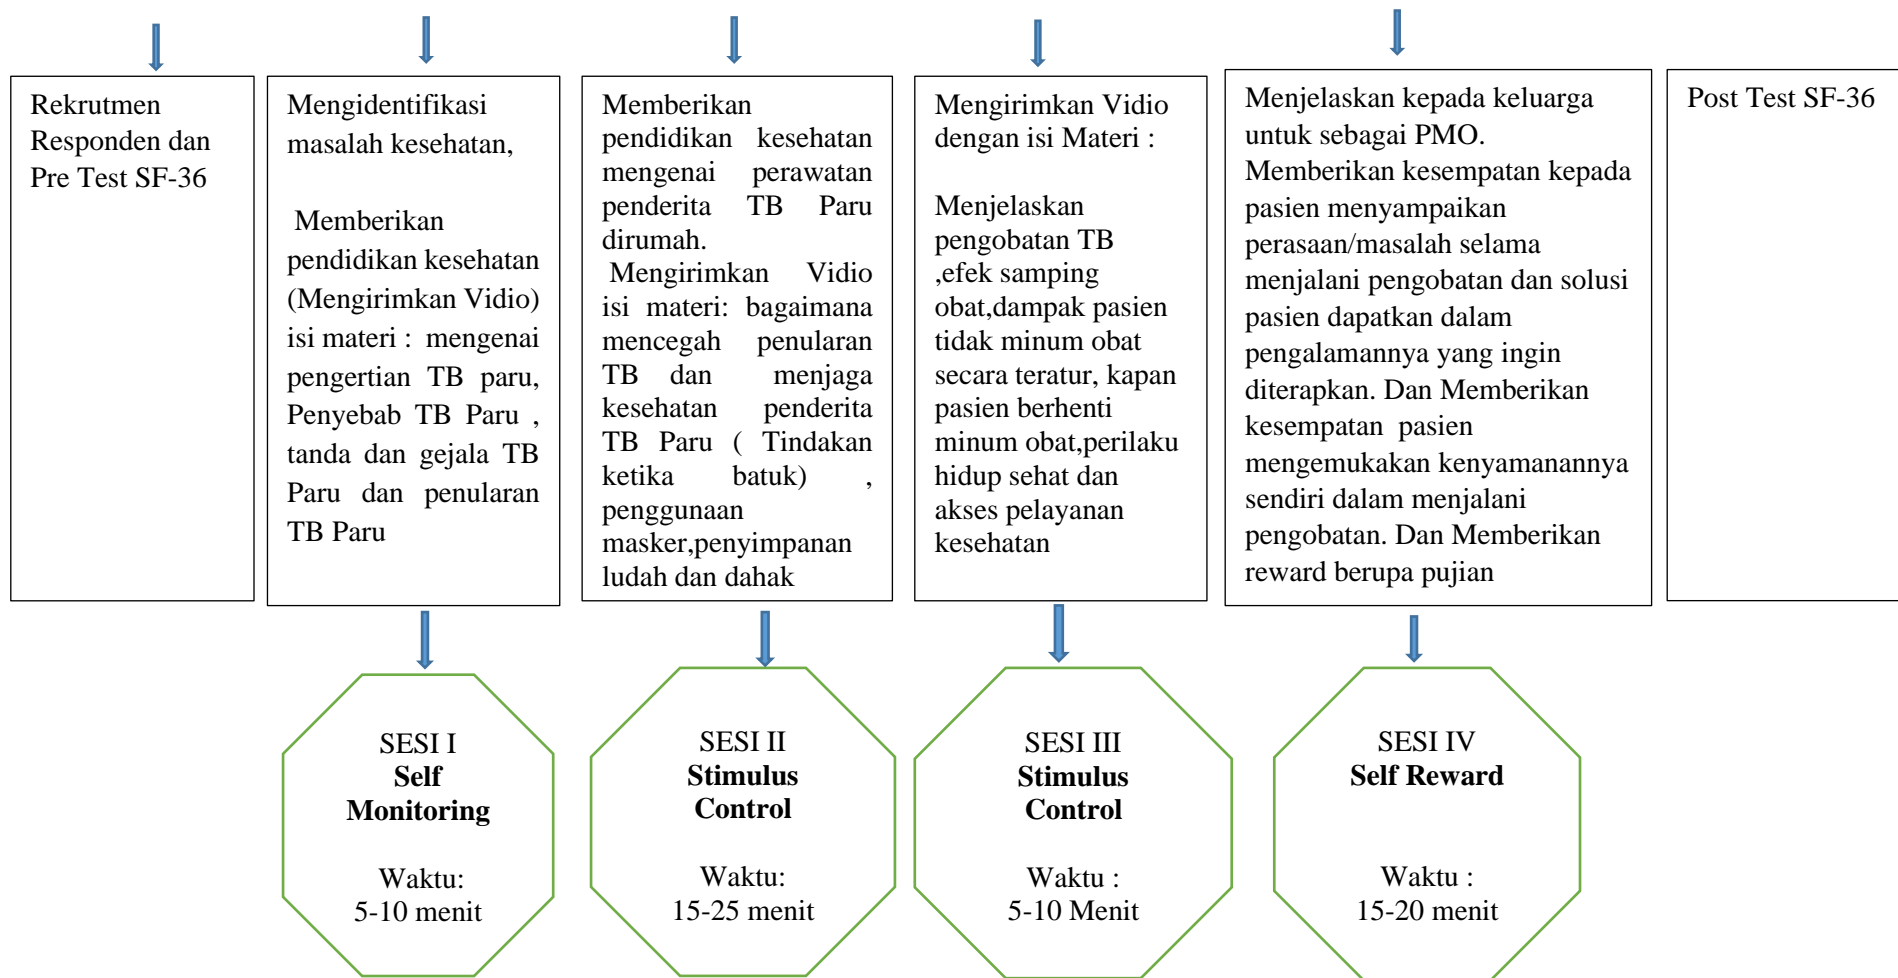 Rekrutmen
Responden dan
Pre Test SF-36
Mengidentifikasi
masalah kesehatan,
Memberikan
pendidikan kesehatan
(Mengirimkan Vidio)
isi materi : mengenai
pengertian TB paru,
Penyebab TB Paru ,
tanda dan gejala TB
Paru dan penularan
TB Paru
Memberikan
pendidikan kesehatan
mengenai perawatan
penderita TB Paru
dirumah.
Mengirimkan Vidio
isi materi: bagaimana
mencegah penularan
TB dan menjaga
kesehatan penderita
TB Paru ( Tindakan
ketika batuk) ,
penggunaan
masker,penyimpanan
ludah dan dahak
Mengirimkan Vidio
dengan isi Materi :
Menjelaskan
pengobatan TB
,efek samping
obat,dampak pasien
tidak minum obat
secara teratur, kapan
pasien berhenti
minum obat,perilaku
hidup sehat dan
akses pelayanan
kesehatan
Menjelaskan kepada keluarga
untuk sebagai PMO.
Memberikan kesempatan kepada
pasien menyampaikan
perasaan/masalah selama
menjalani pengobatan dan solusi
pasien dapatkan dalam
pengalamannya yang ingin
diterapkan. Dan Memberikan
kesempatan pasien
mengemukakan kenyamanannya
sendiri dalam menjalani
pengobatan. Dan Memberikan
reward berupa pujian
Post Test SF-36
SESI I
Self
Monitoring
Waktu:
5-10 menit
SESI II
Stimulus
Control
Waktu:
15-25 menit
SESI III
Stimulus
Control
Waktu :
5-10 Menit
SESI IV
Self Reward
Waktu :
15-20 menit